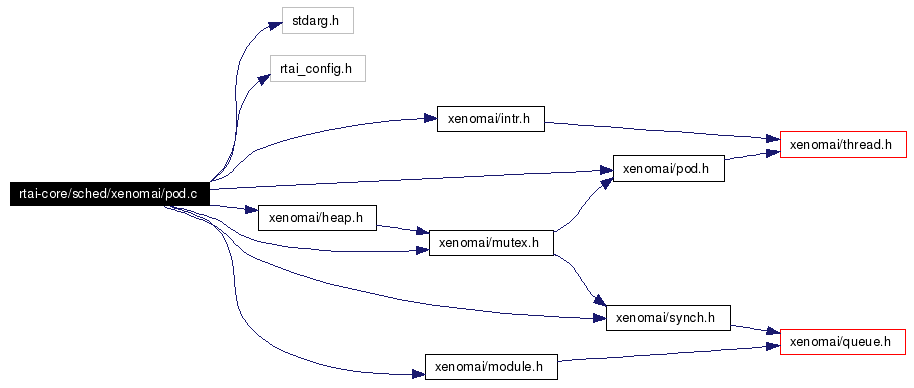 stdarg.h
rtai_config.h
xenomai/intr.h
xenomai/thread.h
xenomai/pod.h
rtai-core/sched/xenomai/pod.c
xenomai/heap.h
xenomai/mutex.h
xenomai/synch.h
xenomai/queue.h
xenomai/module.h